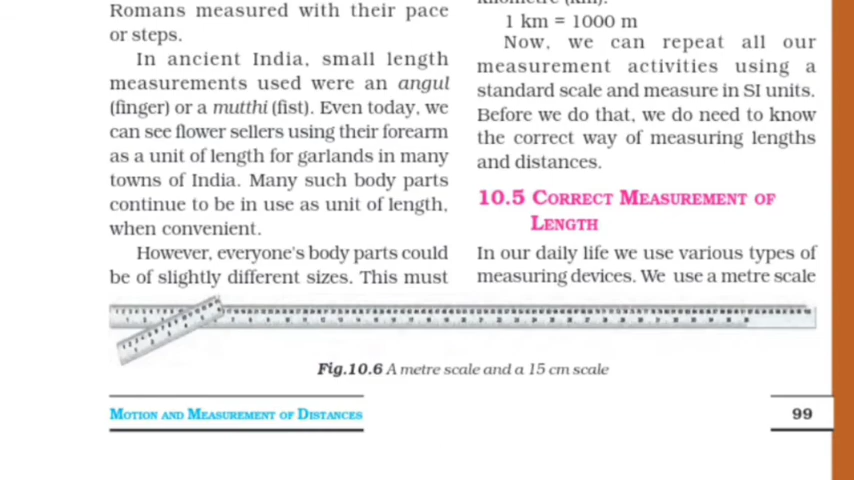 Romans measured with their pace
or steps.
In ancient India, small length
measurements used were an angul
(finger) or a mutthi (fist). Even today, we
can see flower sellers using their forearm
as a unit of length for garlands in many
towns of India. Many such body parts
continue to be in use as unit of length,
when convenient.
However, everyone's body parts could
be of slightly different sizes. This must
1 km = 1000 m
Now, we can repeat all our
measurement activities using a
standard scale and measure in SI units.
Before we do that, we do need to know
the correct way of measuring lengths
and distances.
10.5 CORRECT MEASUREMENT OF
LENGTH
In our daily life we use various types of
measuring devices. We use a metre scale
Fig.10.6 A metre scale and a 15 cm scale
MOTION AND MEASUREMENT OF DISTANCES
99